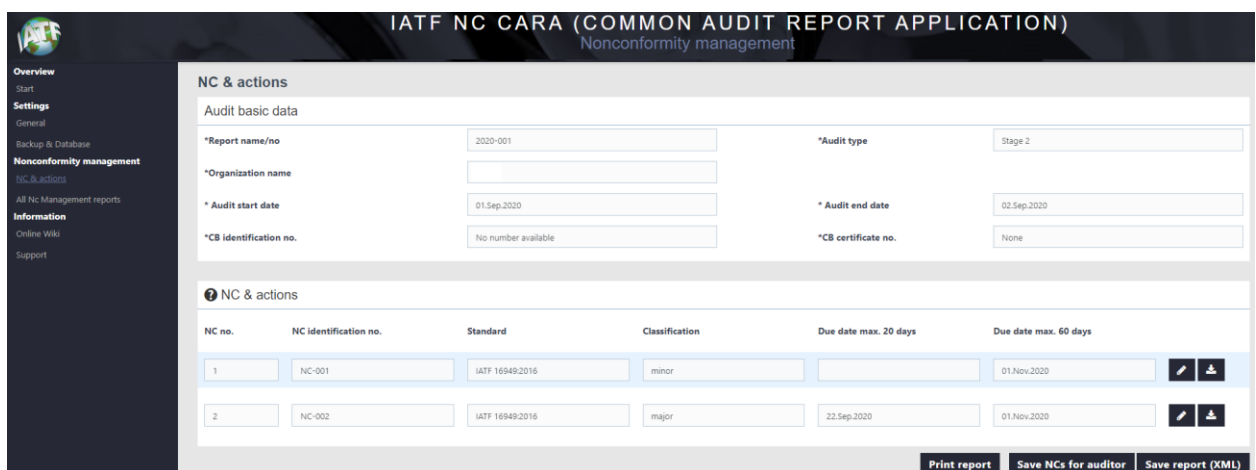 IATF
IATF NC CARA (COMMON AUDIT REPORT APPLICATION)
Nonconformity management
Overview
Start
Settings
General
Backup & Database
Nonconformity management
NC & actions
All Nc Management reports
Information
Online Wiki
Support
NC & actions
Audit basic data
*Report name/no 2020-001 *Audit type Stage 2
*Organization name
* Audit start date 01.Sep.2020 * Audit end date 02.Sep.2020
*CB identification no. No number available *CB certificate no. None
? NC & actions
NC no. NC identification no. Standard Classification Due date max. 20 days Due date max. 60 days
1 NC-001 IATF 16949:2016 minor 01.Nov.2020
2 NC-002 IATF 16949:2016 major 22.Sep.2020 01.Nov.2020
Print report Save NCs for auditor Save report (XML)